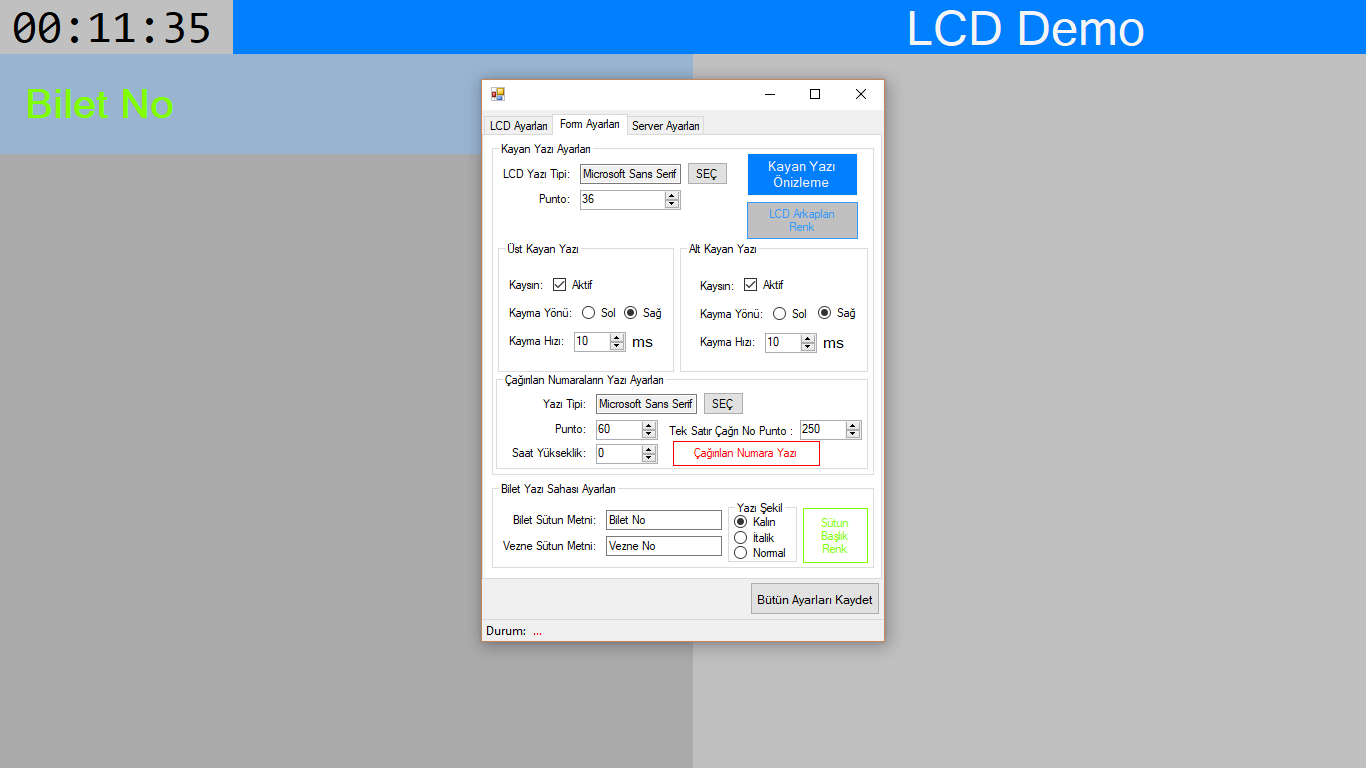 00:11:35
LCD Demo
Bilet No
LCD Ayarları
Form Ayarları
Server Ayarları
Kayan Yazı Ayarları
LCD Yazı Tipi: Microsoft Sans Serif SEÇ
Punto: 36
Kayan Yazı
Önizleme
LCD Arkaplan
Renk
Üst Kayan Yazı
Kaysın: Aktif
Kayma Yönü: Sol Sağ
Kayma Hızı: 10 ms
Alt Kayan Yazı
Kaysın: Aktif
Kayma Yönü: Sol Sağ
Kayma Hızı: 10 ms
Çağırılan Numaraların Yazı Ayarları
Yazı Tipi: Microsoft Sans Serif SEÇ
Punto: 60 Tek Satır Çağrı No Punto : 250
Saat Yükseklik: 0 Çağırılan Numara Yazı
Bilet Yazı Sahası Ayarları
Bilet Sütun Metni: Bilet No
Vezne Sütun Metni: Vezne No
Yazı Şekil
Kalın
İtalik
Normal
Sütun
Başlık
Renk
Bütün Ayarları Kaydet
Durum: ...